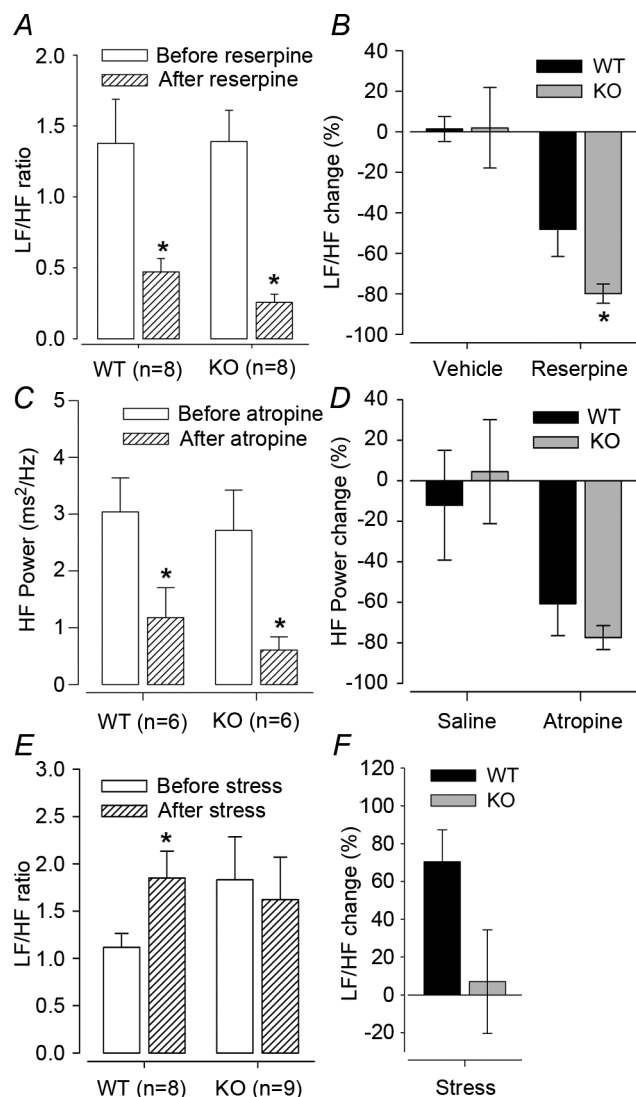 A
Before reserpine
After reserpine
2.0
1.5
1.0
0.5
0.0
LF/HF ratio
*
*
WT (n=8)
KO (n=8)
B
WT
KO
40
20
0
-20
-40
-60
-80
-100
LF/HF change (%)
*
Vehicle
Reserpine
C
Before atropine
After atropine
5
4
3
2
1
0
HF Power (ms²/Hz)
*
*
WT (n=6)
KO (n=6)
D
WT
KO
40
20
0
-20
-40
-60
-80
-100
HF Power change (%)
Saline
Atropine
E
Before stress
After stress
3.0
2.5
2.0
1.5
1.0
0.5
0.0
LF/HF ratio
*
WT (n=8)
KO (n=9)
F
WT
KO
120
100
80
60
40
20
0
-20
LF/HF change (%)
Stress